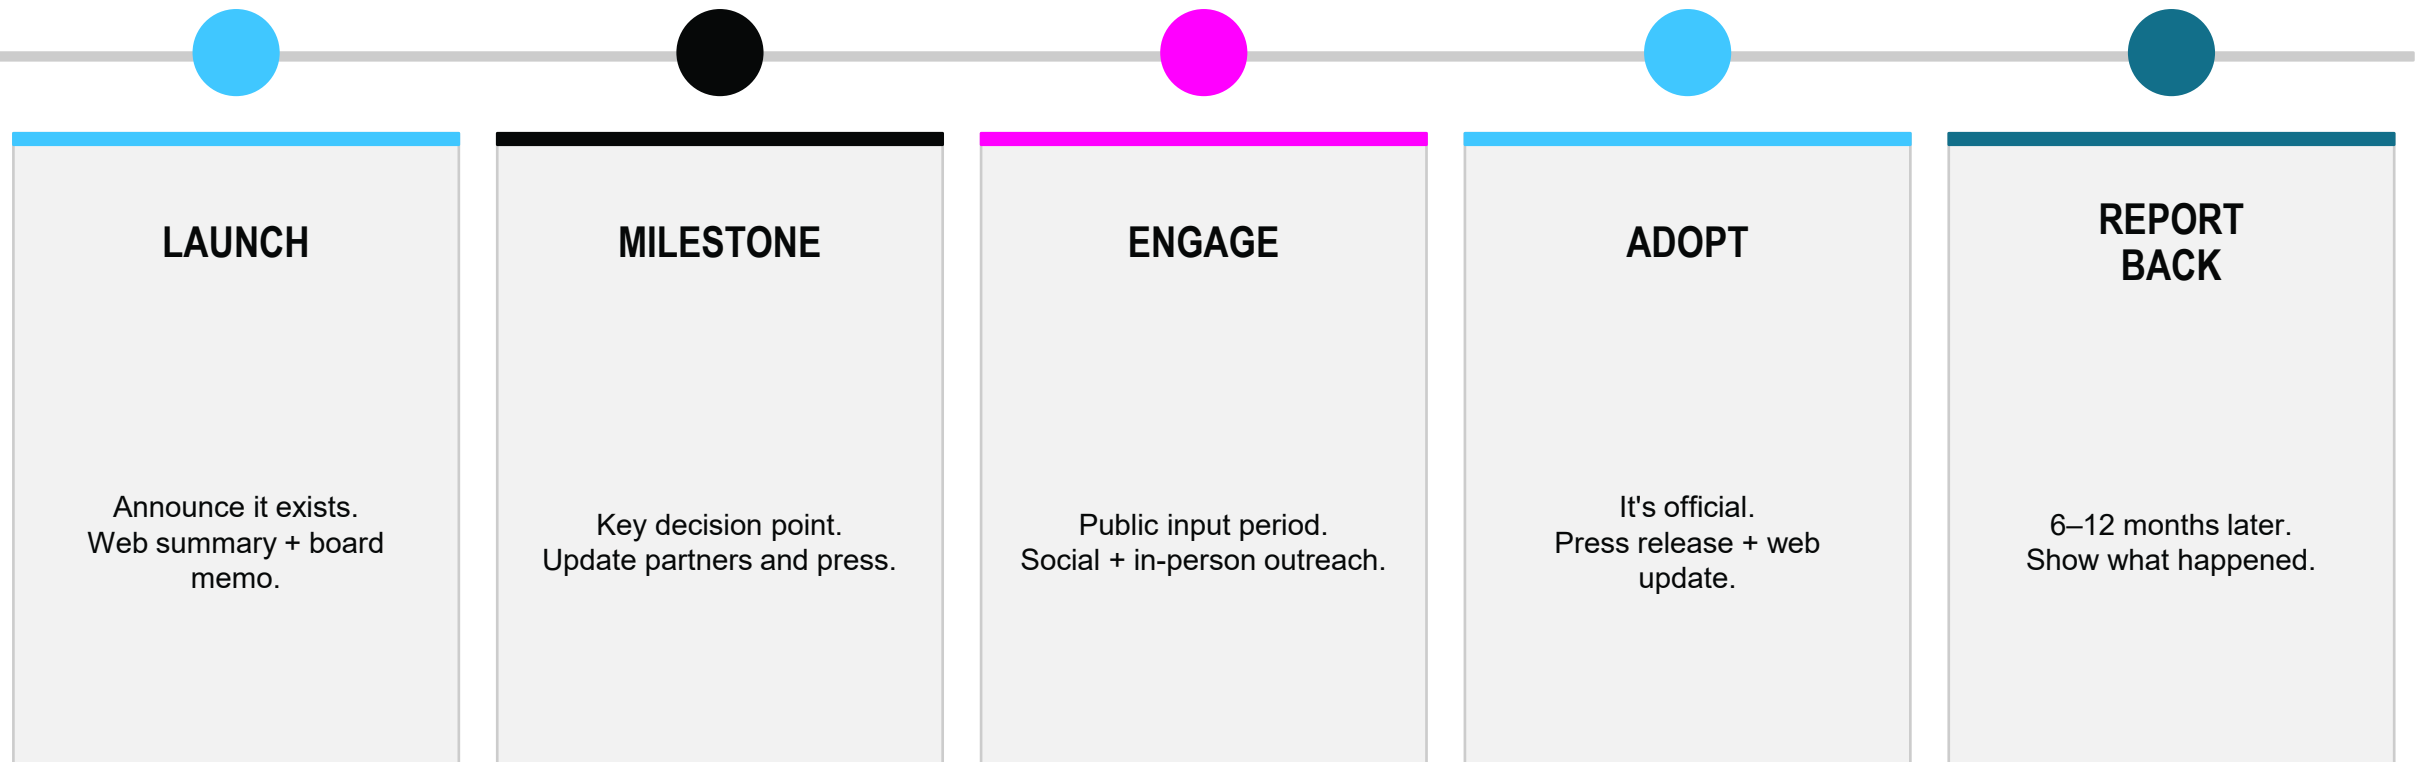 LAUNCH
Announce it exists.
Web summary + board
memo.
MILESTONE
Key decision point.
Update partners and press.
ENGAGE
Public input period.
Social + in-person outreach.
ADOPT
It's official.
Press release + web
update.
REPORT
BACK
6–12 months later.
Show what happened.